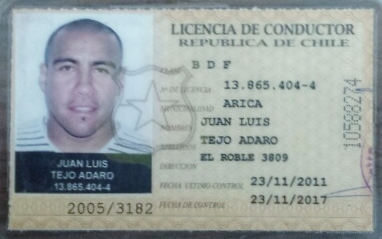 LICENCIA DE CONDUCTOR
REPUBLICA DE CHILE
B D F
Nº DE LICENCIA 13.865.404-4
MUNICIPALIDAD ARICA
NOMBRES JUAN LUIS
APELLIDOS TEJO ADARO
DIRECCION EL ROBLE 3809
FECHA ULTIMO CONTROL 23/11/2011
FECHA DE CONTROL 23/11/2017
10588274
JUAN LUIS
TEJO ADARO
13.865.404-4
2005/3182